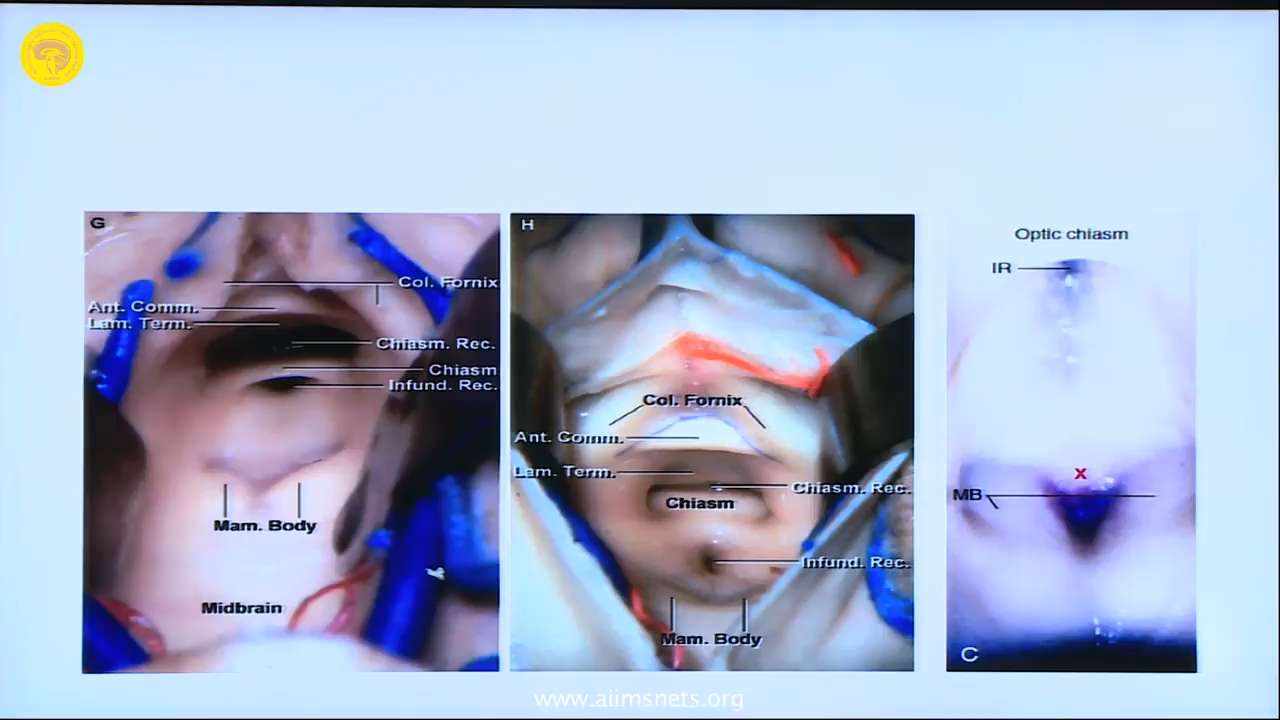 G
Col. Fornix
Ant. Comm.
Lam. Term.
Chiasm. Rec.
Chiasm
Infund. Rec.
Mam. Body
Midbrain
H
Col. Fornix
Ant. Comm.
Lam. Term.
Chiasm. Rec.
Chiasm
Infund. Rec.
Mam. Body
Optic chiasm
IR
X
MB
C
www.aiimsnets.org